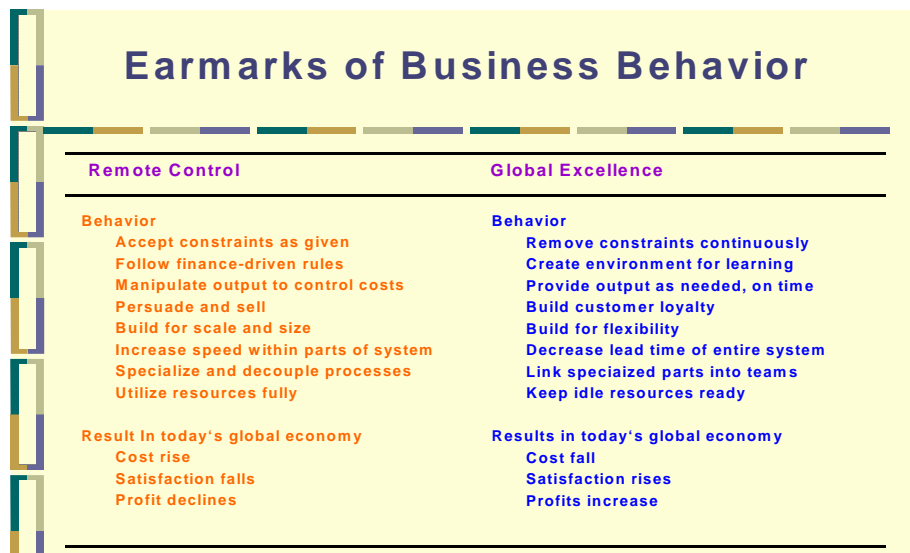 Earmarks of Business Behavior
Remote Control
Global Excellence
Behavior
Accept constraints as given
Follow finance-driven rules
Manipulate output to control costs
Persuade and sell
Build for scale and size
Increase speed within parts of system
Specialize and decouple processes
Utilize resources fully
Result In today‘s global economy
Cost rise
Satisfaction falls
Profit declines
Behavior
Remove constraints continuously
Create environment for learning
Provide output as needed, on time
Build customer loyalty
Build for flexibility
Decrease lead time of entire system
Link speciaized parts into teams
Keep idle resources ready
Results in today‘s global economy
Cost fall
Satisfaction rises
Profits increase